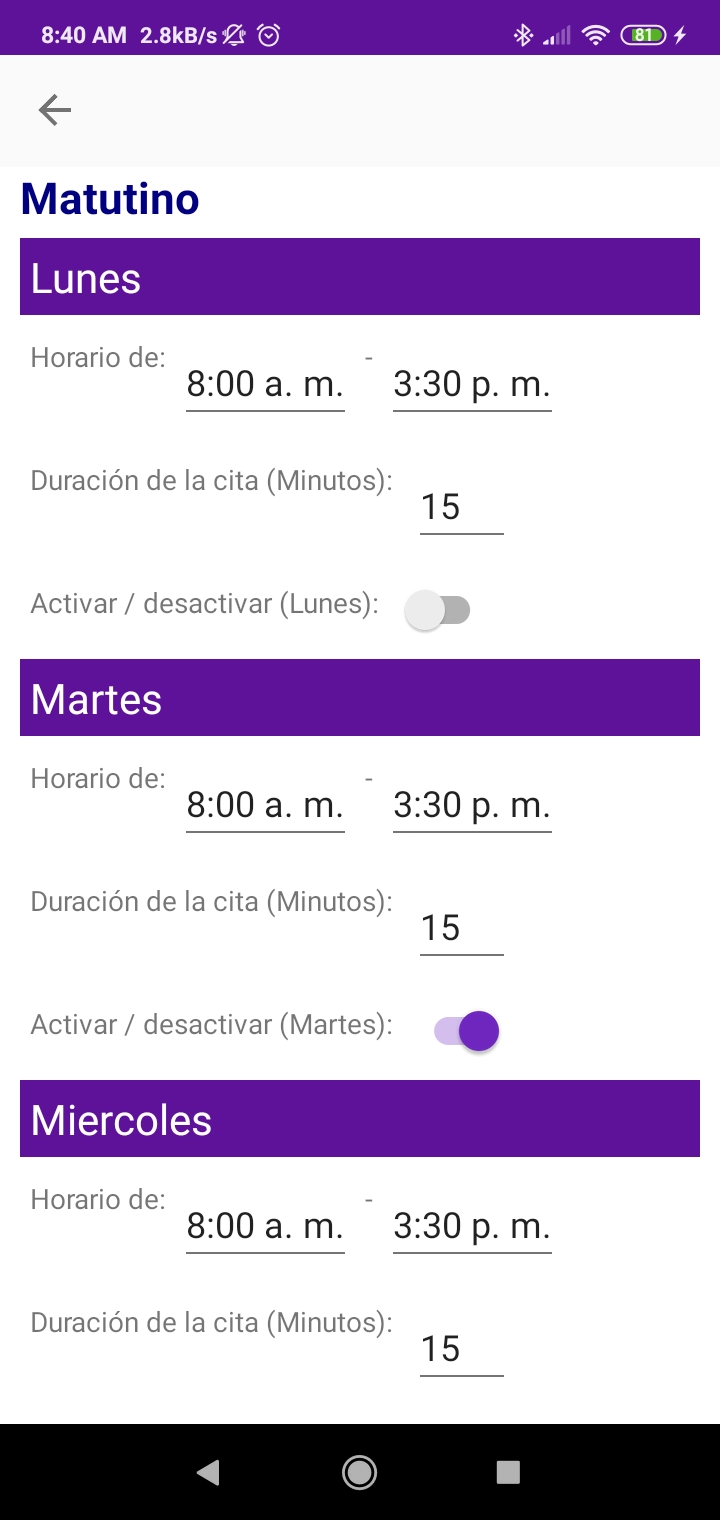 8:40 AM 2.8kB/s 81
Matutino
Lunes
Horario de: 8:00 a. m. - 3:30 p. m.
Duración de la cita (Minutos): 15
Activar / desactivar (Lunes):
Martes
Horario de: 8:00 a. m. - 3:30 p. m.
Duración de la cita (Minutos): 15
Activar / desactivar (Martes):
Miercoles
Horario de: 8:00 a. m. - 3:30 p. m.
Duración de la cita (Minutos): 15